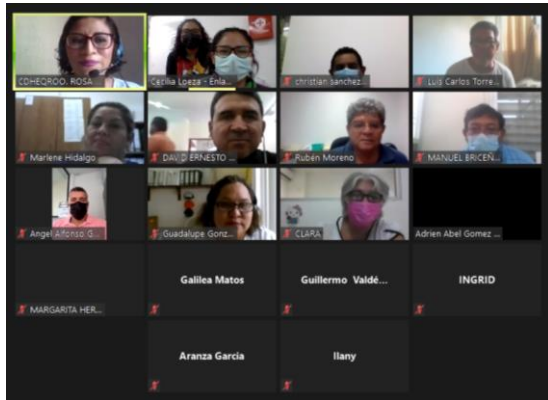 CDHEQROO. ROSA
Cecilia Loeza - Enla...
christian sanchez...
Luis Carlos Torre...
Marlene Hidalgo
DAVID ERNESTO ...
Rubén Moreno
MANUEL BRICEÑ...
Angel Alfonso G...
Guadalupe Gonz...
CLARA
Adrien Abel Gomez ...
MARGARITA HER...
Galilea Matos
Guillermo Valdé...
INGRID
Aranza García
Ilany